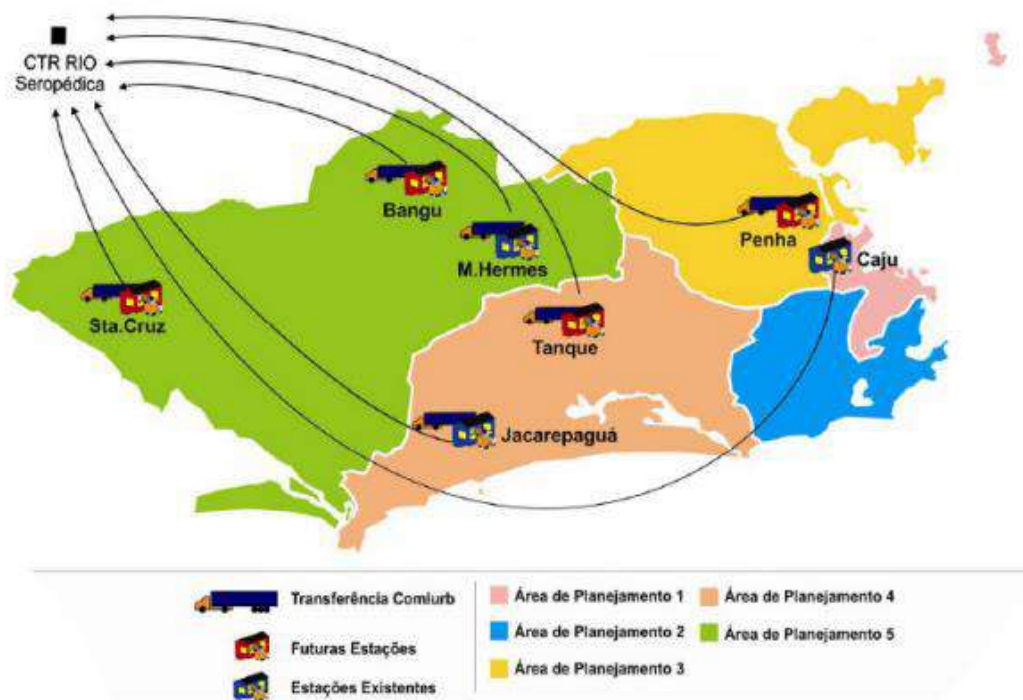 CTR RIO
Seropédica
Bangu
M.Hermes
Penha
Caju
Sta.Cruz
Tanque
Jacarepaguá
Transferência Comlurb
Futuras Estações
Estações Existentes
Área de Planejamento 1
Área de Planejamento 2
Área de Planejamento 3
Área de Planejamento 4
Área de Planejamento 5